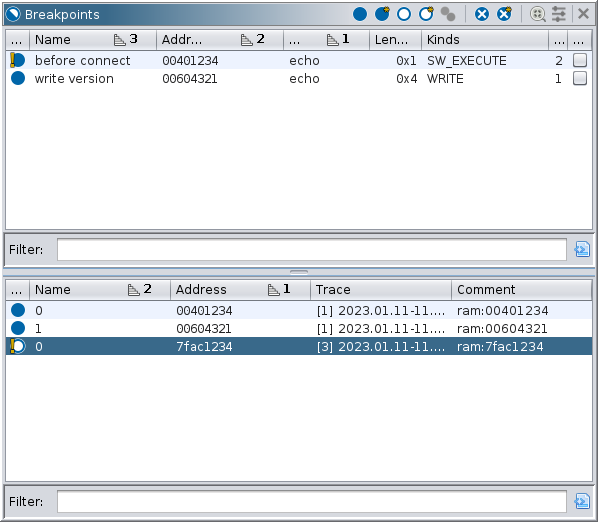 Breakpoints
... Name 3 Addr... 2 ... 1 Len... Kinds ... ...
before connect 00401234 echo 0x1 SW_EXECUTE 2
write version 00604321 echo 0x4 WRITE 1
Filter:
... Name 2 Address 1 Trace Comment
0 00401234 [1] 2023.01.11-11.... ram:00401234
1 00604321 [1] 2023.01.11-11.... ram:00604321
0 7fac1234 [3] 2023.01.11-11.... ram:7fac1234
Filter: